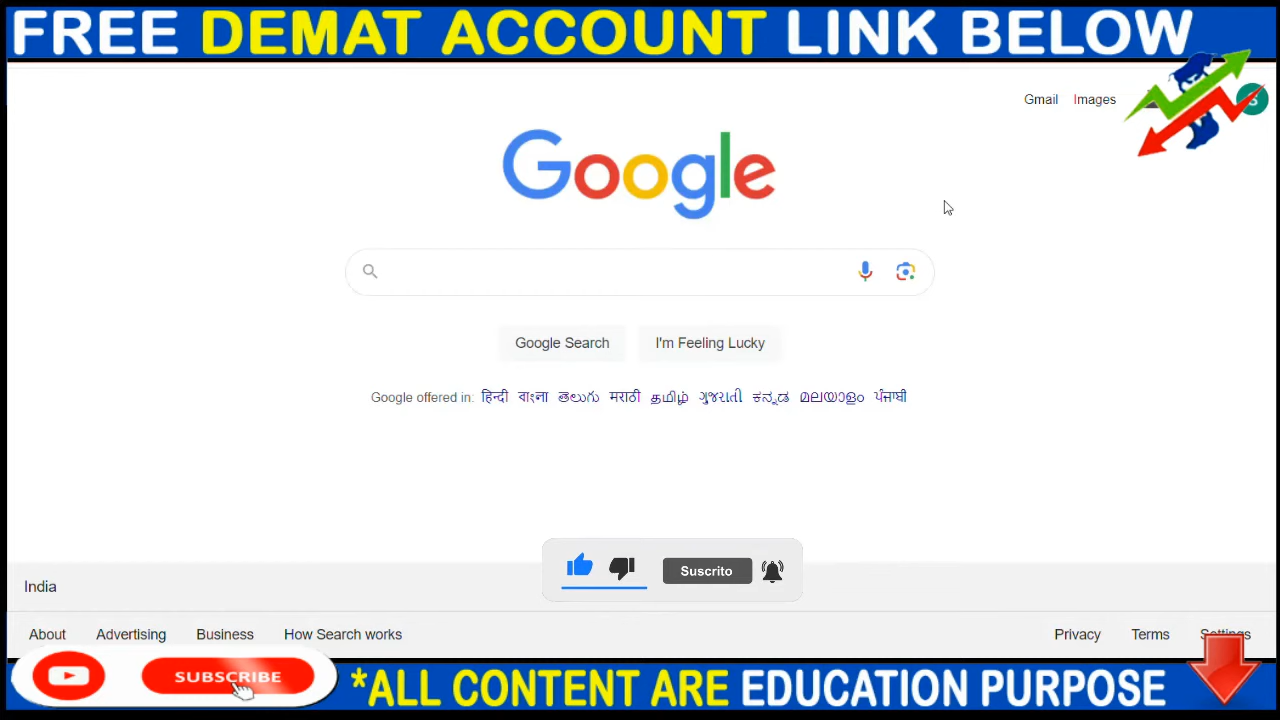 FREE DEMAT ACCOUNT LINK BELOW
Gmail Images
Google
Google Search I'm Feeling Lucky
Google offered in: हिन्दी বাংলা తెలుగు मराठी தமிழ் ગુજરાતી ಕನ್ನಡ മലയാളം ਪੰਜਾਬੀ
Suscrito
India
About Advertising Business How Search works Privacy Terms Settings
SUBSCRIBE
*ALL CONTENT ARE EDUCATION PURPOSE